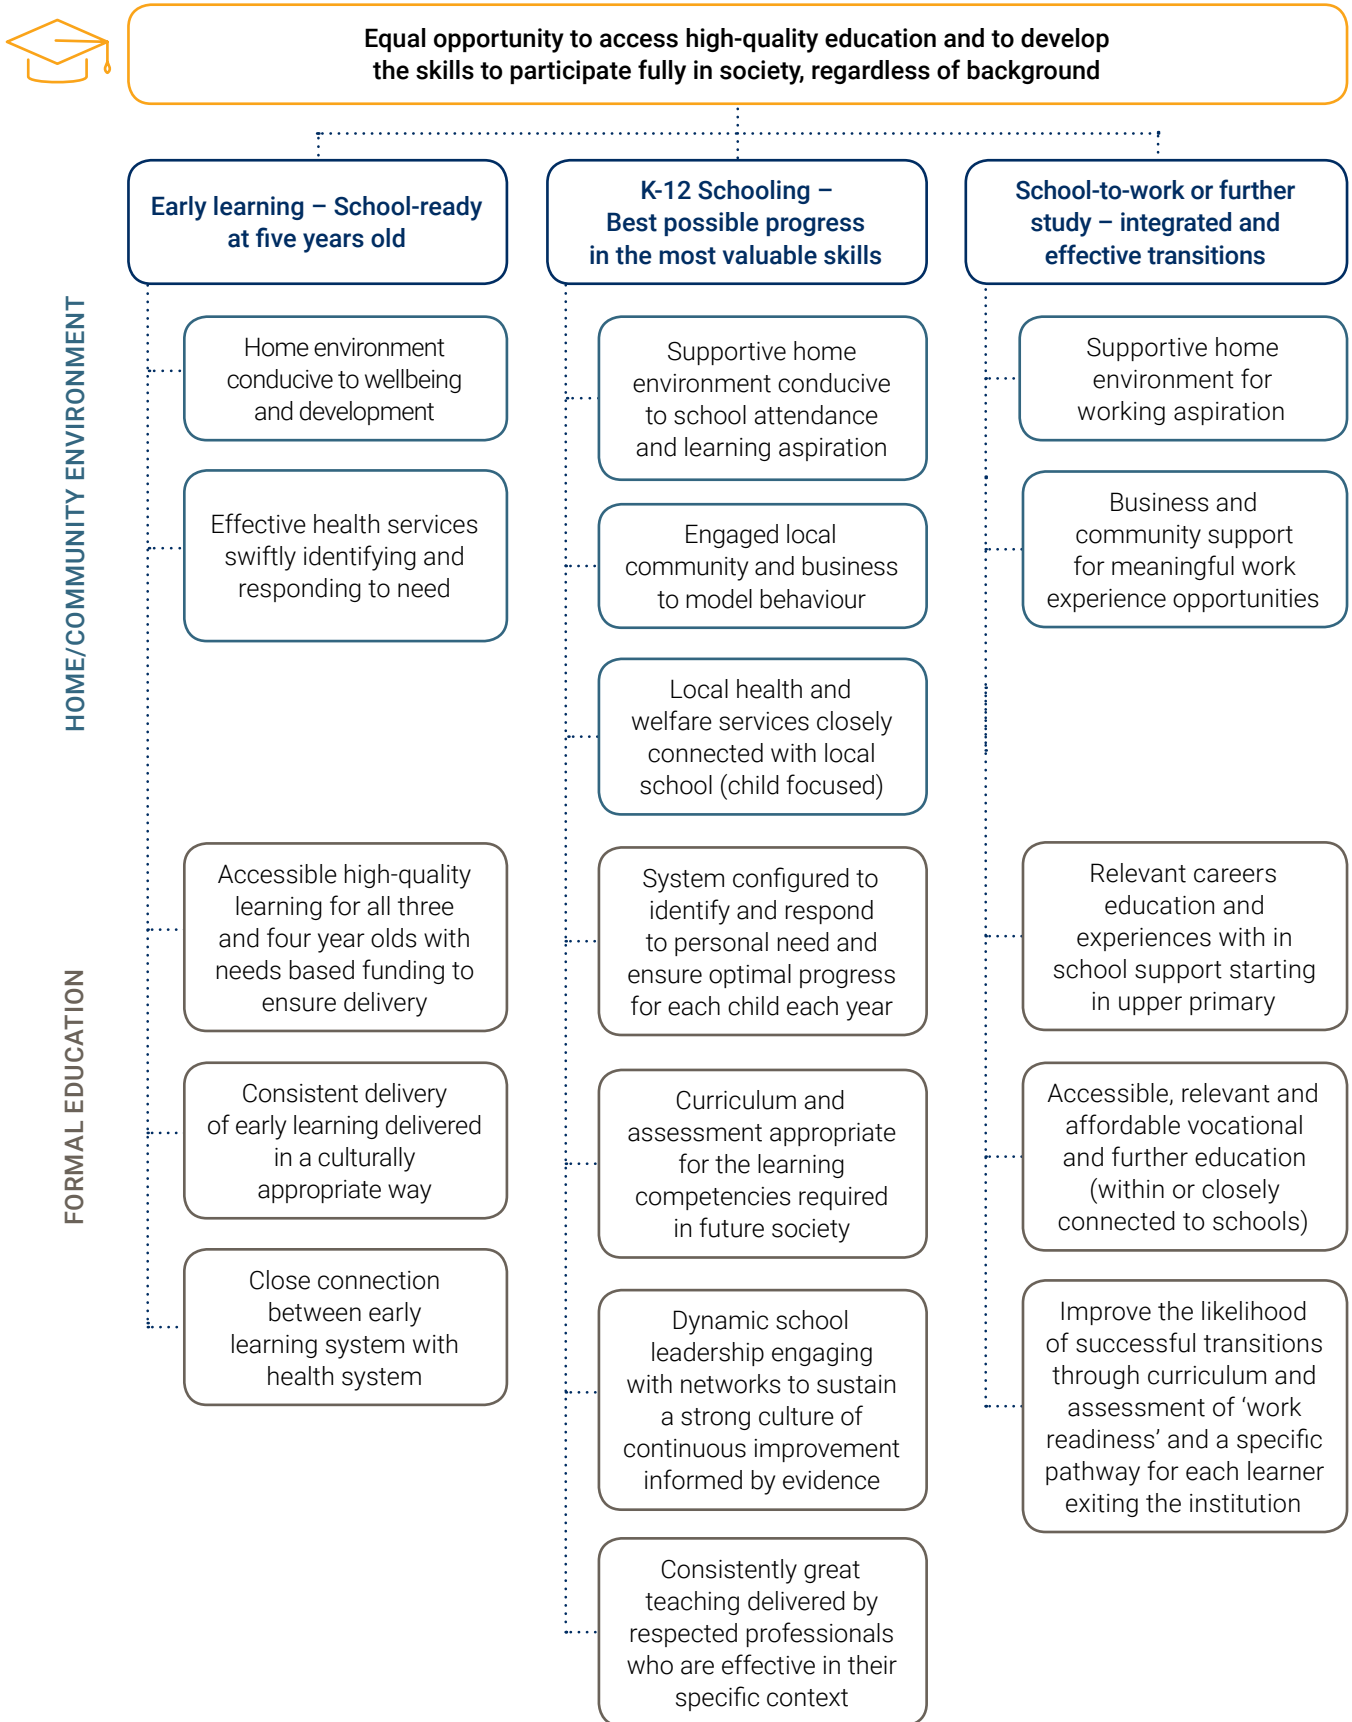 Equal opportunity to access high-quality education and to develop
the skills to participate fully in society, regardless of background
Early learning – School-ready
at five years old
K-12 Schooling –
Best possible progress
in the most valuable skills
School-to-work or further
study – integrated and
effective transitions
HOME/COMMUNITY ENVIRONMENT
Home environment
conducive to wellbeing
and development
Effective health services
swiftly identifying and
responding to need
Supportive home
environment conducive
to school attendance
and learning aspiration
Engaged local
community and business
to model behaviour
Local health and
welfare services closely
connected with local
school (child focused)
Supportive home
environment for
working aspiration
Business and
community support
for meaningful work
experience opportunities
FORMAL EDUCATION
Accessible high-quality
learning for all three
and four year olds with
needs based funding to
ensure delivery
Consistent delivery
of early learning delivered
in a culturally
appropriate way
Close connection
between early
learning system with
health system
System configured to
identify and respond
to personal need and
ensure optimal progress
for each child each year
Curriculum and
assessment appropriate
for the learning
competencies required
in future society
Dynamic school
leadership engaging
with networks to sustain
a strong culture of
continuous improvement
informed by evidence
Consistently great
teaching delivered by
respected professionals
who are effective in their
specific context
Relevant careers
education and
experiences with in
school support starting
in upper primary
Accessible, relevant and
affordable vocational
and further education
(within or closely
connected to schools)
Improve the likelihood
of successful transitions
through curriculum and
assessment of ‘work
readiness’ and a specific
pathway for each learner
exiting the institution